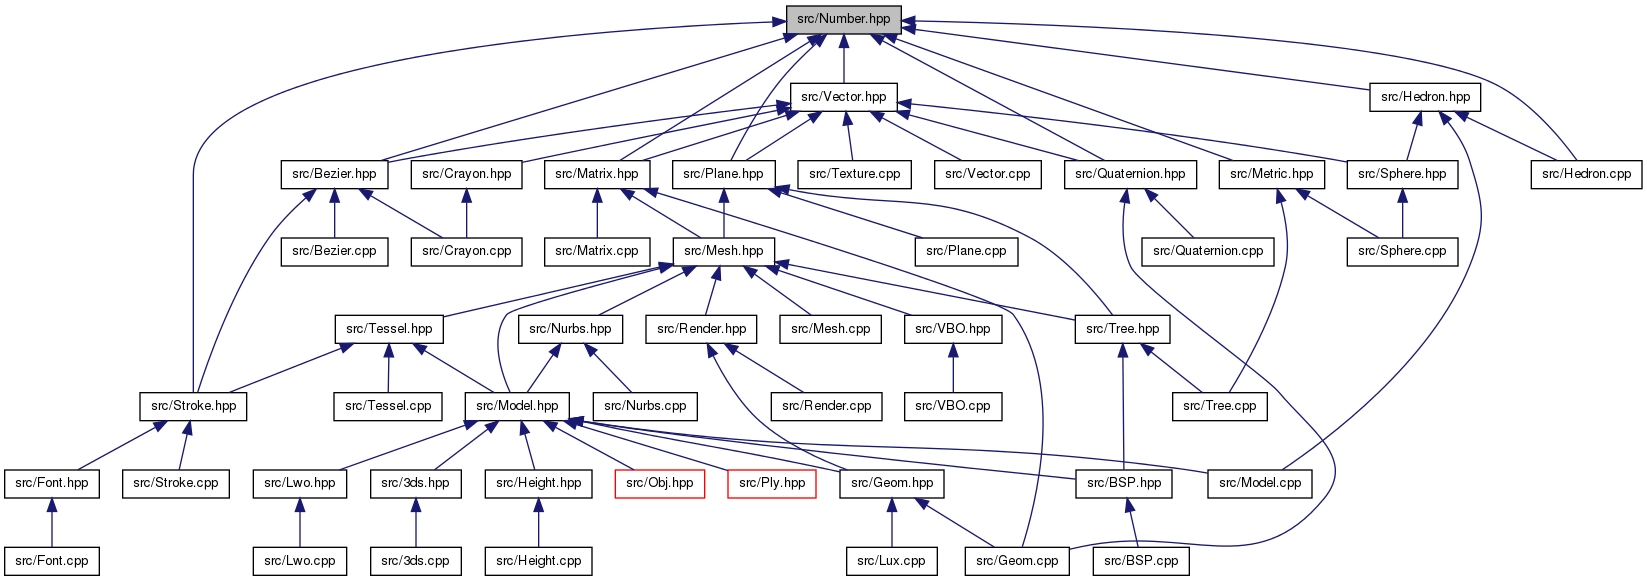 src/Number.hpp
src/Vector.hpp
src/Hedron.hpp
src/Bezier.hpp
src/Crayon.hpp
src/Matrix.hpp
src/Plane.hpp
src/Texture.cpp
src/Vector.cpp
src/Quaternion.hpp
src/Metric.hpp
src/Sphere.hpp
src/Hedron.cpp
src/Bezier.cpp
src/Crayon.cpp
src/Matrix.cpp
src/Mesh.hpp
src/Plane.cpp
src/Quaternion.cpp
src/Sphere.cpp
src/Tessel.hpp
src/Nurbs.hpp
src/Render.hpp
src/Mesh.cpp
src/VBO.hpp
src/Tree.hpp
src/Stroke.hpp
src/Tessel.cpp
src/Model.hpp
src/Nurbs.cpp
src/Render.cpp
src/VBO.cpp
src/Tree.cpp
src/Font.hpp
src/Stroke.cpp
src/Lwo.hpp
src/3ds.hpp
src/Height.hpp
src/Obj.hpp
src/Ply.hpp
src/Geom.hpp
src/BSP.hpp
src/Model.cpp
src/Font.cpp
src/Lwo.cpp
src/3ds.cpp
src/Height.cpp
src/Lux.cpp
src/Geom.cpp
src/BSP.cpp